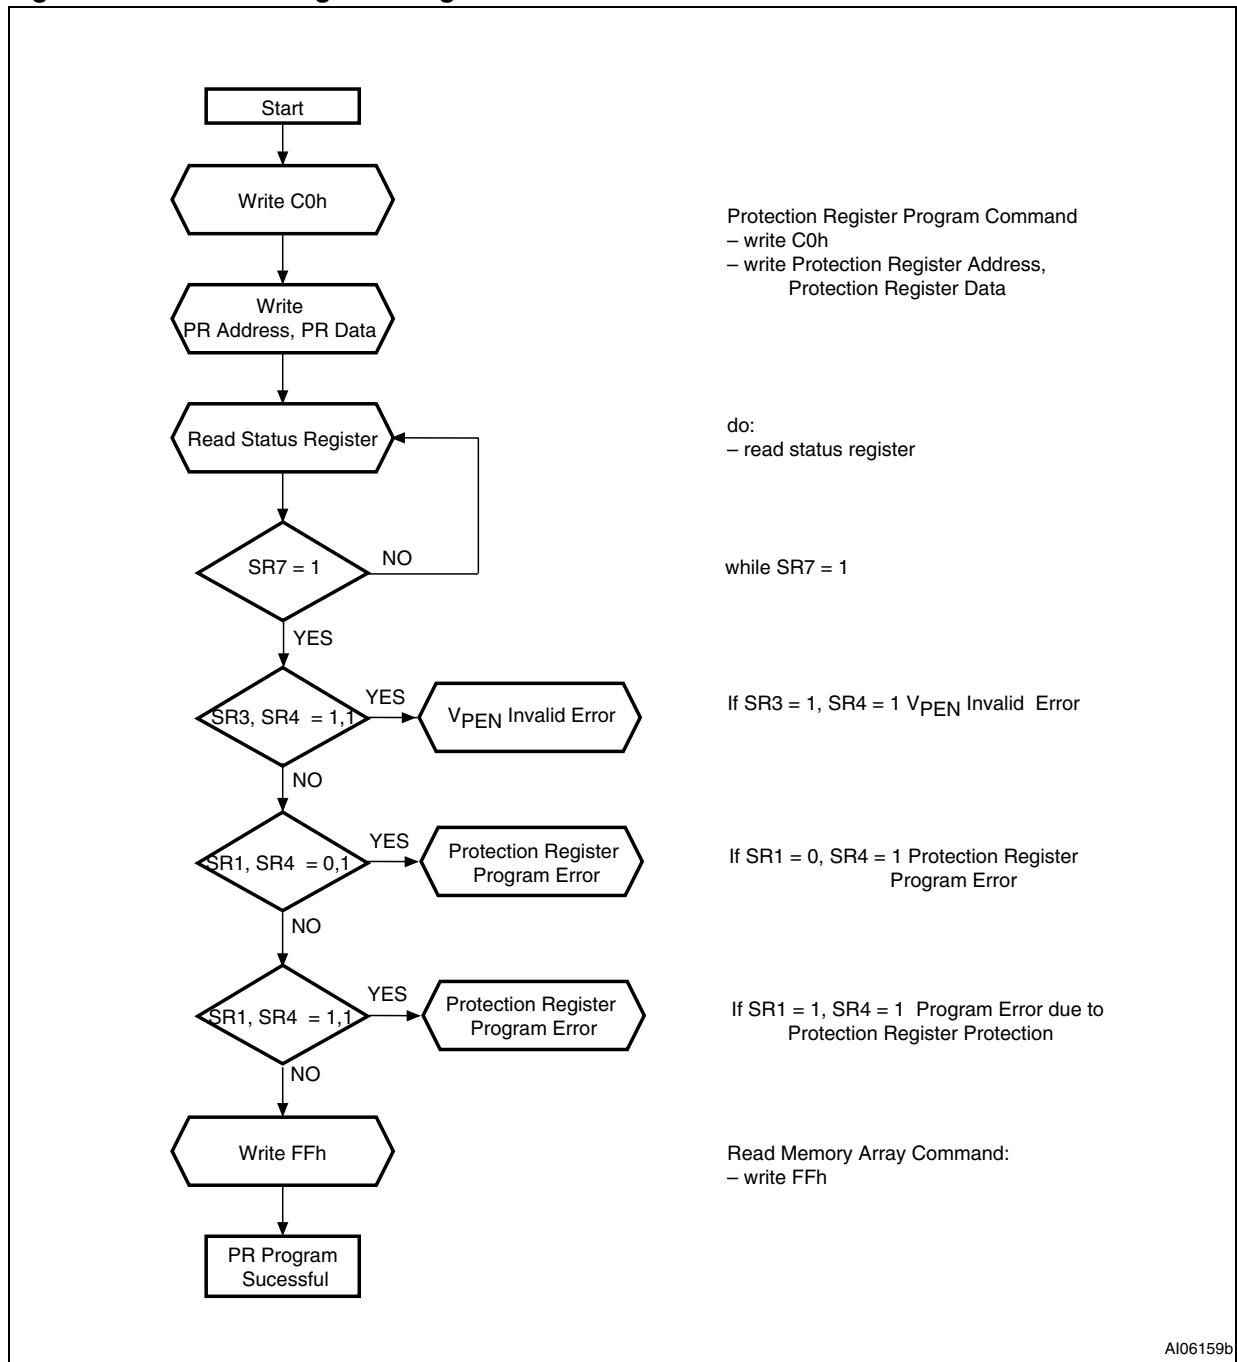 Start
Write C0h
Protection Register Program Command
– write C0h
– write Protection Register Address,
Protection Register Data
Write
PR Address, PR Data
Read Status Register
do:
– read status register
SR7 = 1
NO
while SR7 = 1
YES
SR3, SR4 = 1,1
YES
VPEN Invalid Error
If SR3 = 1, SR4 = 1 VPEN Invalid Error
NO
SR1, SR4 = 0,1
YES
Protection Register
Program Error
If SR1 = 0, SR4 = 1 Protection Register
Program Error
NO
SR1, SR4 = 1,1
YES
Protection Register
Program Error
If SR1 = 1, SR4 = 1 Program Error due to
Protection Register Protection
NO
Write FFh
Read Memory Array Command:
– write FFh
PR Program
Sucessful
AI06159b